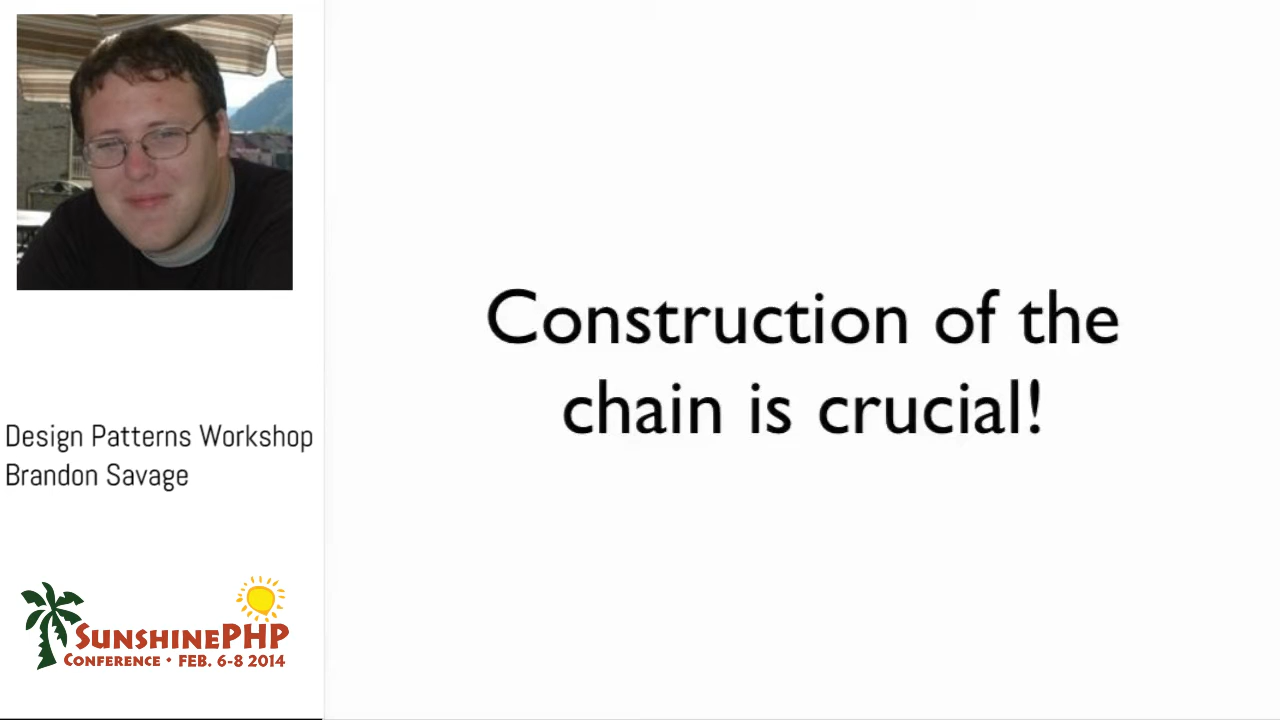 Construction of the
chain is crucial!
Design Patterns Workshop
Brandon Savage
SUNSHINEPHP
CONFERENCE • FEB. 6-8 2014